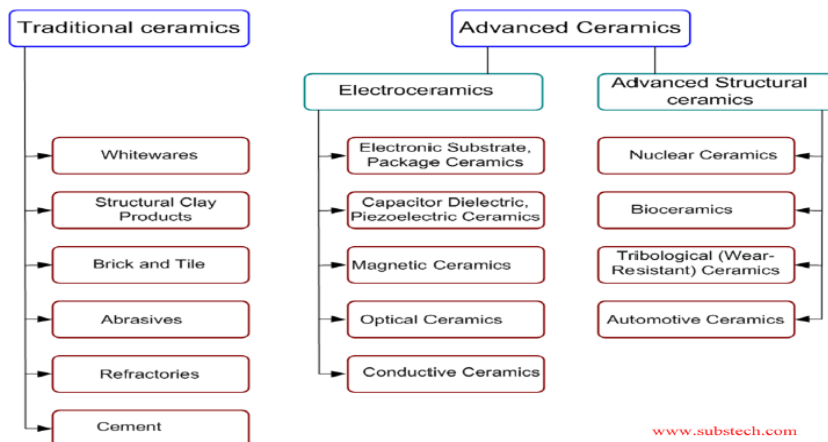 Traditional ceramics
Advanced Ceramics
Electroceramics
Advanced Structural
ceramics
Whitewares
Structural Clay
Products
Brick and Tile
Abrasives
Refractories
Cement
Electronic Substrate,
Package Ceramics
Capacitor Dielectric,
Piezoelectric Ceramics
Magnetic Ceramics
Optical Ceramics
Conductive Ceramics
Nuclear Ceramics
Bioceramics
Tribological (Wear-
Resistant) Ceramics
Automotive Ceramics
www.substech.com